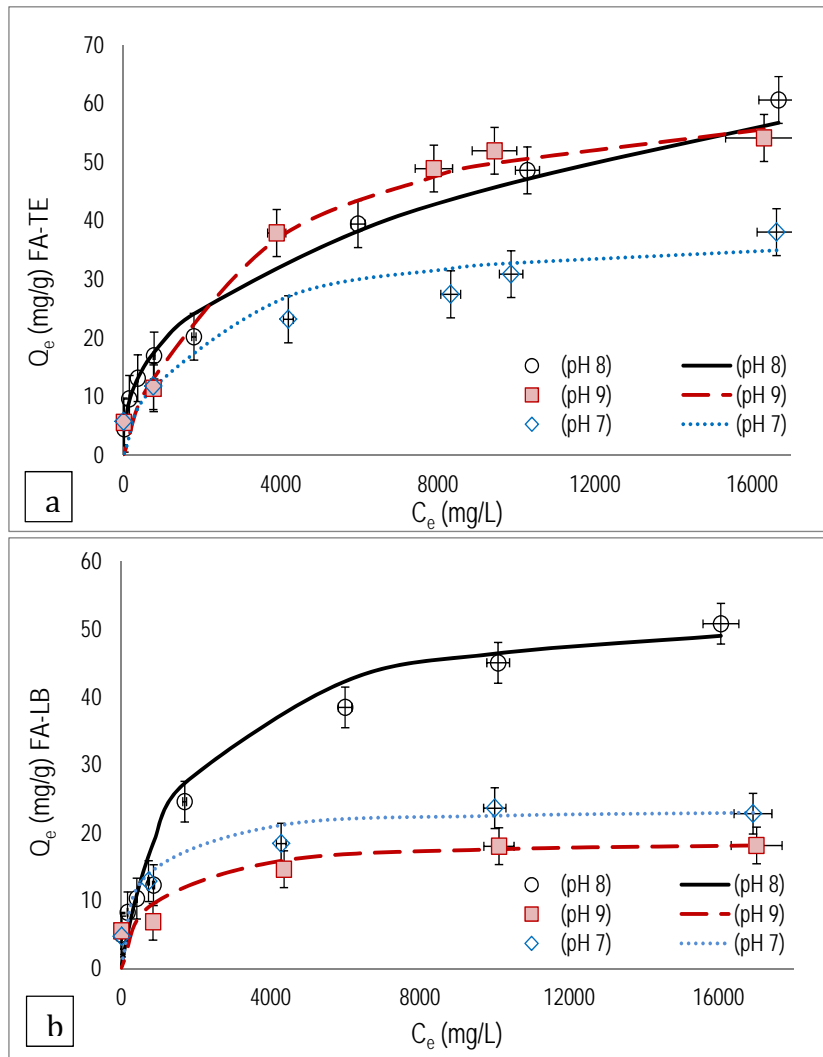 70
60
50
40
30
20
10
0
Qe (mg/g) FA-TE
(pH 8) (pH 8)
(pH 9) (pH 9)
(pH 7) (pH 7)
0 4000 8000 12000 16000
Ce (mg/L)
a
60
50
40
30
20
10
0
Qe (mg/g) FA-LB
(pH 8) (pH 8)
(pH 9) (pH 9)
(pH 7) (pH 7)
0 4000 8000 12000 16000
Ce (mg/L)
b